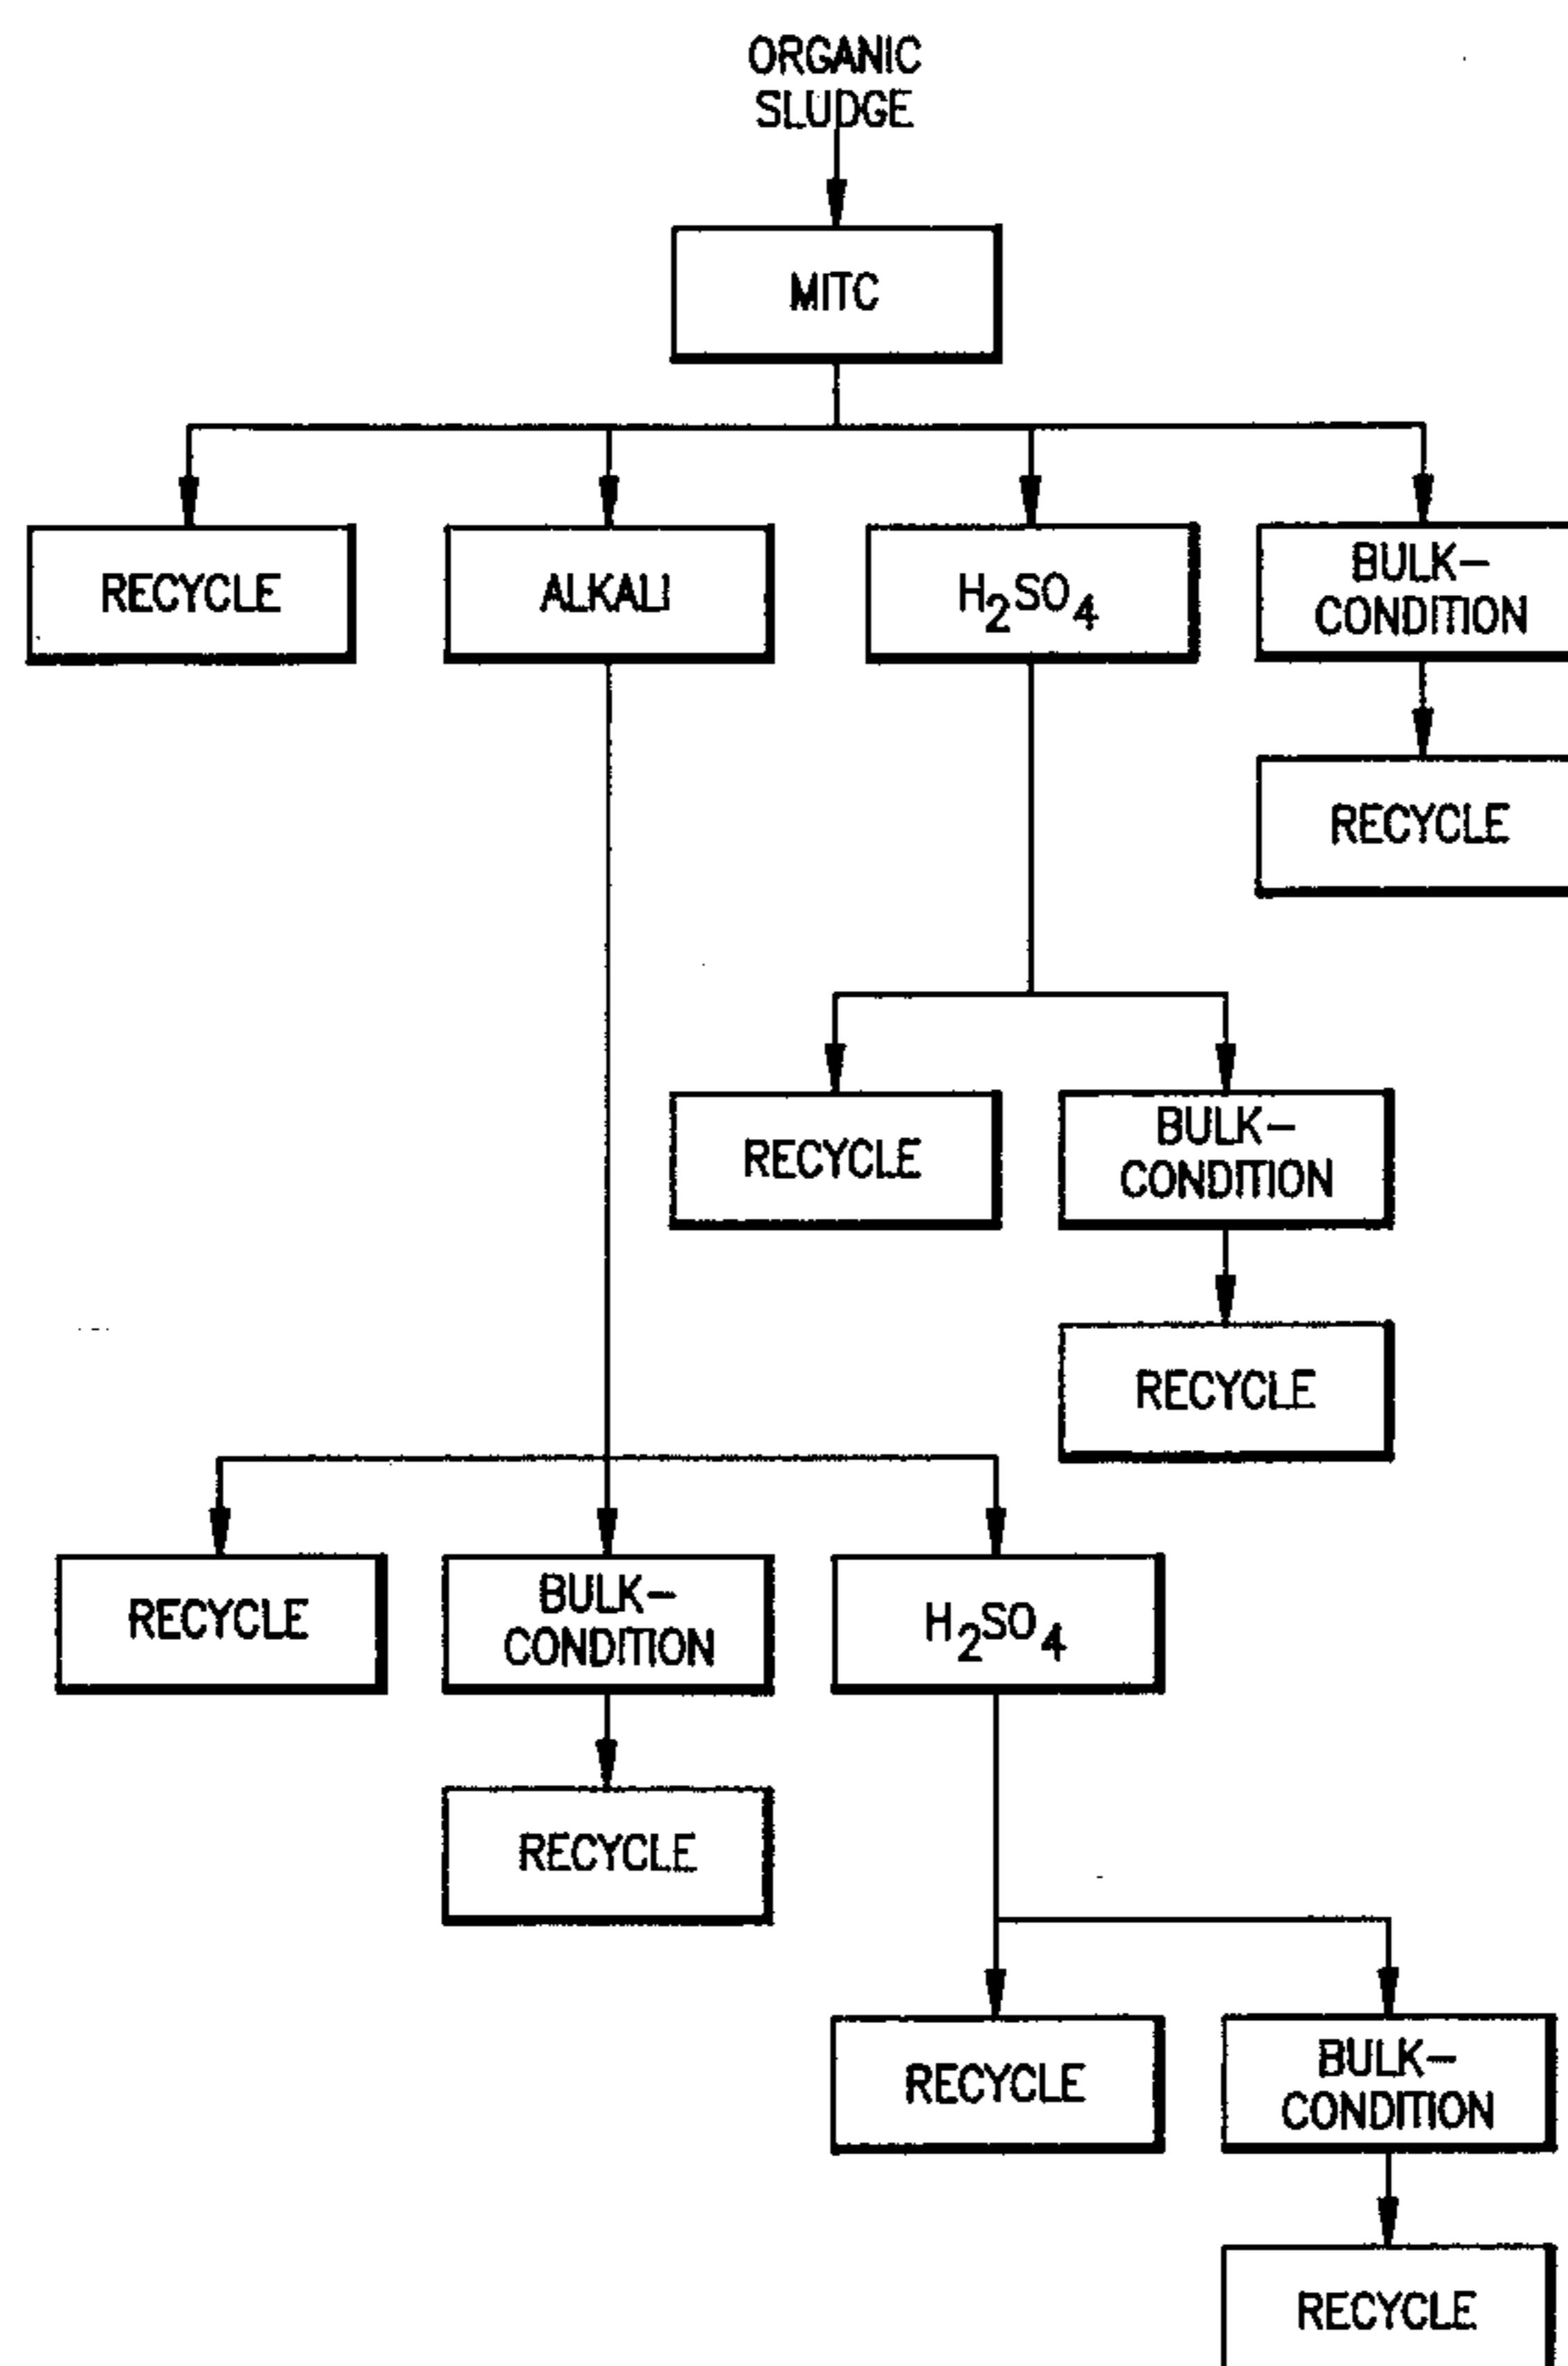 ORGANIC
SLUDGE
MITC
RECYCLE
ALKALI
H2SO4
BULK-
CONDITION
RECYCLE
RECYCLE
BULK-
CONDITION
RECYCLE
RECYCLE
BULK-
CONDITION
H2SO4
RECYCLE
RECYCLE
BULK-
CONDITION
RECYCLE